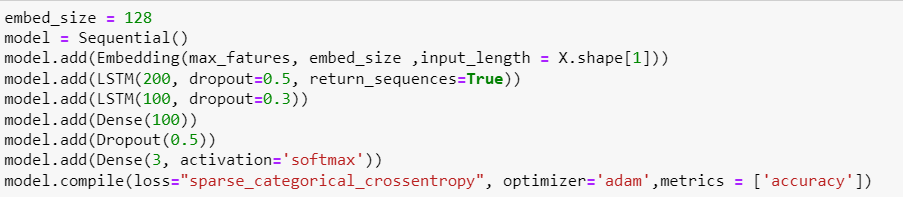 embed_size = 128
model = Sequential()
model.add(Embedding(max_fatures, embed_size ,input_length = X.shape[1]))
model.add(LSTM(200, dropout=0.5, return_sequences=True))
model.add(LSTM(100, dropout=0.3))
model.add(Dense(100))
model.add(Dropout(0.5))
model.add(Dense(3, activation='softmax'))
model.compile(loss="sparse_categorical_crossentropy", optimizer='adam',metrics = ['accuracy'])